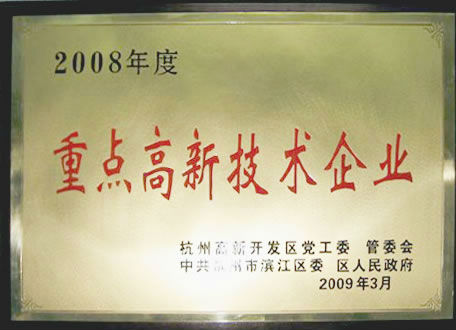 2008年度
重点高新技术企业
杭州高新开发区党工委 管委会
中共杭州市滨江区委 区人民政府
2009年3月